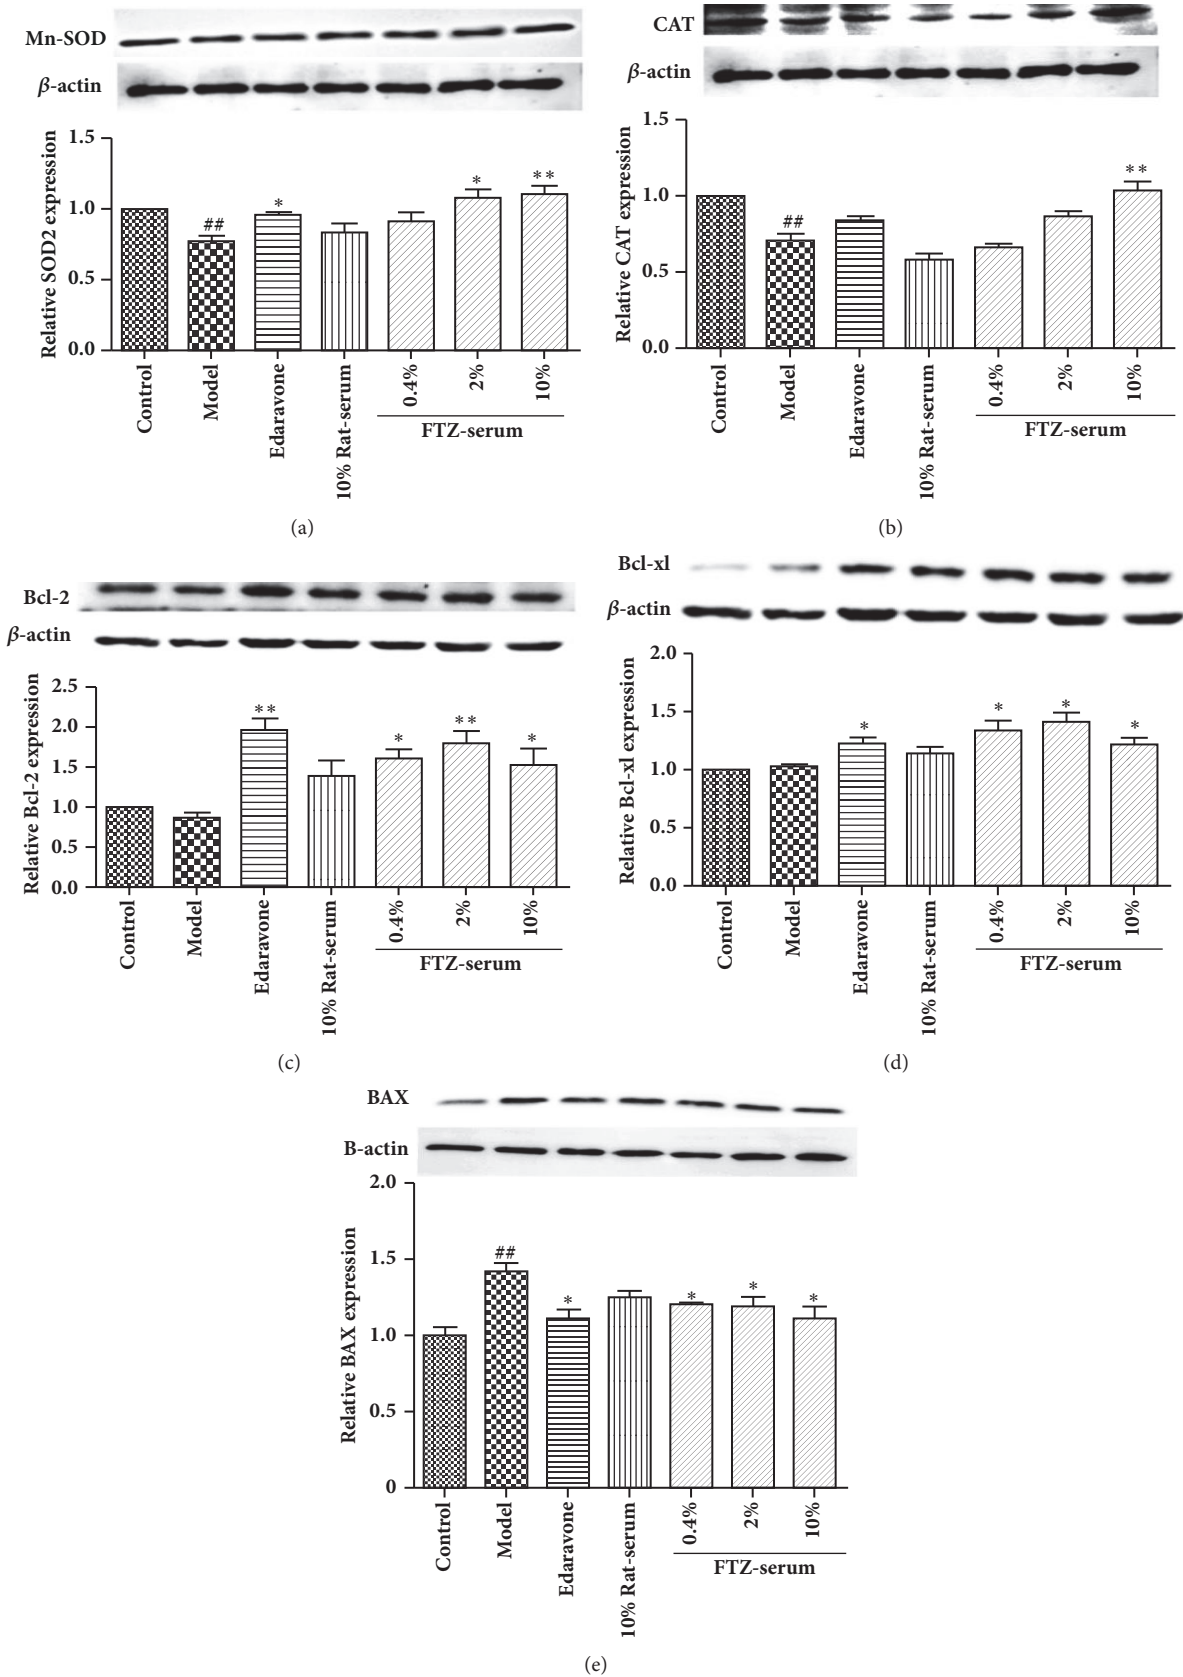 Mn-SOD
β-actin
Relative SOD2 expression
1.5
1.0
0.5
0.0
##
*
*
**
Control
Model
Edaravone
10% Rat-serum
0.4%
2%
10%
FTZ-serum
(a)
CAT
β-actin
Relative CAT expression
1.5
1.0
0.5
0.0
##
**
Control
Model
Edaravone
10% Rat-serum
0.4%
2%
10%
FTZ-serum
(b)
Bcl-2
β-actin
Relative Bcl-2 expression
2.5
2.0
1.5
1.0
0.5
0.0
**
*
**
*
Control
Model
Edaravone
10% Rat-serum
0.4%
2%
10%
FTZ-serum
(c)
Bcl-xl
β-actin
Relative Bcl-xl expression
2.0
1.5
1.0
0.5
0.0
*
*
*
*
Control
Model
Edaravone
10% Rat-serum
0.4%
2%
10%
FTZ-serum
(d)
BAX
B-actin
Relative BAX expression
2.0
1.5
1.0
0.5
0
##
*
*
*
*
Control
Model
Edaravone
10% Rat-serum
0.4%
2%
10%
FTZ-serum
(e)